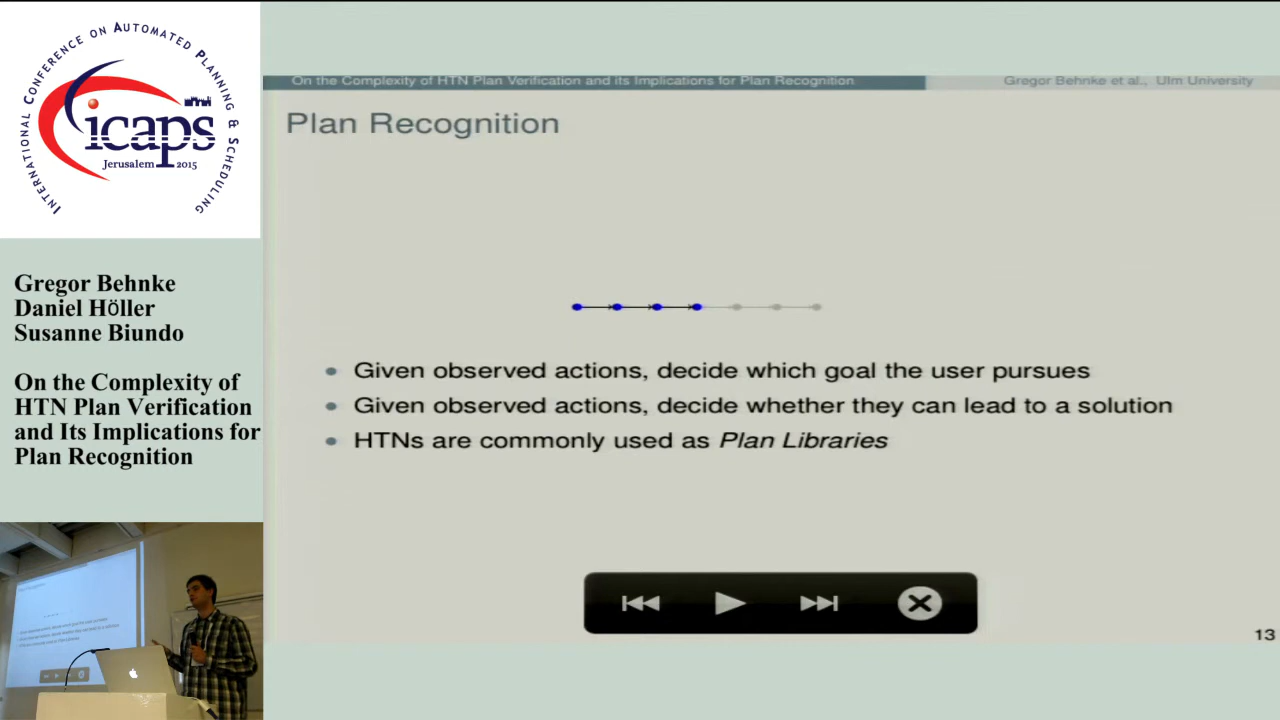 INTERNATIONAL CONFERENCE ON AUTOMATED PLANNING & SCHEDULING
icaps
Jerusalem 2015
Gregor Behnke
Daniel Höller
Susanne Biundo
On the Complexity of
HTN Plan Verification
and Its Implications for
Plan Recognition
On the Complexity of HTN Plan Verification and its Implications for Plan Recognition
Gregor Behnke et al., Ulm University
Plan Recognition
Given observed actions, decide which goal the user pursues
Given observed actions, decide whether they can lead to a solution
HTNs are commonly used as Plan Libraries
13